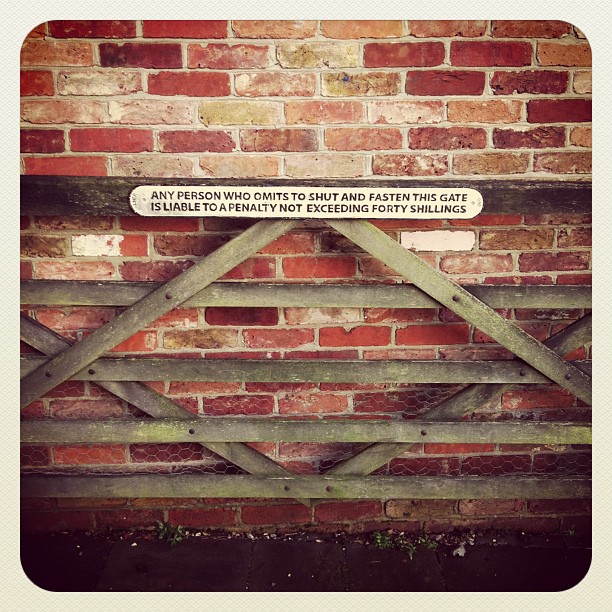 ANY PERSON WHO OMITS TO SHUT AND FASTEN THIS GATE
IS LIABLE TO A PENALTY NOT EXCEEDING FORTY SHILLINGS